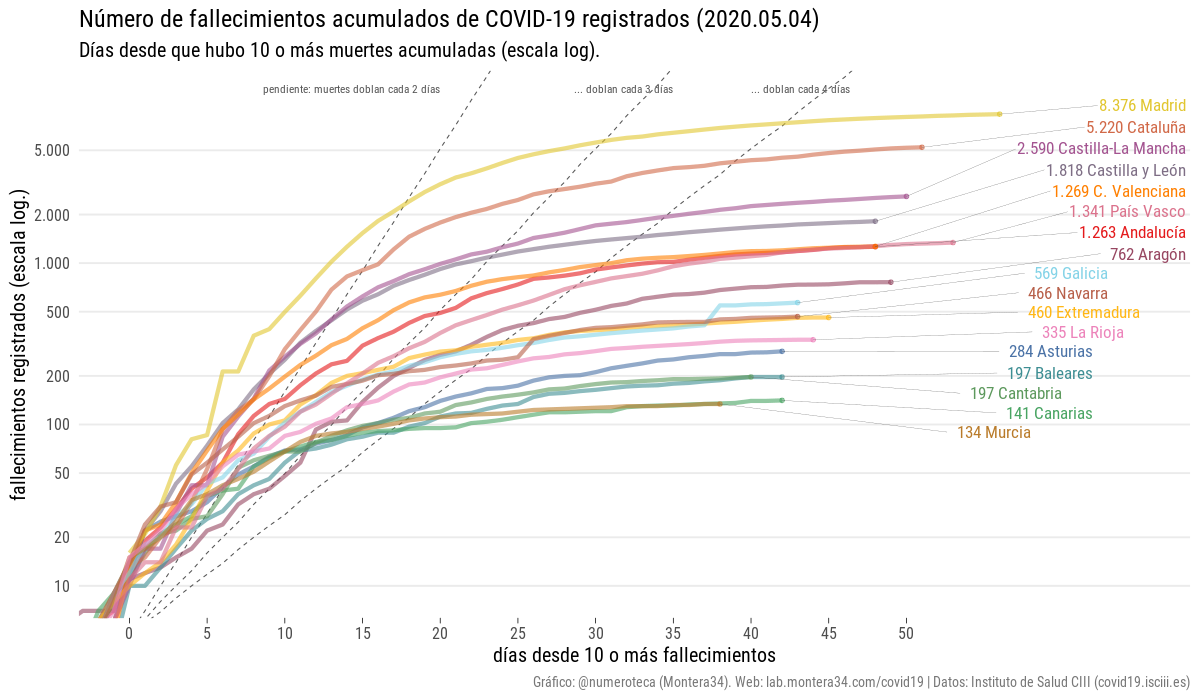 Número de fallecimientos acumulados de COVID-19 registrados (2020.05.04)
Días desde que hubo 10 o más muertes acumuladas (escala log).
pendiente: muertes doblan cada 2 días
... doblan cada 3 días
... doblan cada 4 días
8.376 Madrid
5.220 Cataluña
2.590 Castilla-La Mancha
1.818 Castilla y León
1.269 C. Valenciana
1.341 País Vasco
1.263 Andalucía
762 Aragón
569 Galicia
466 Navarra
460 Extremadura
335 La Rioja
284 Asturias
197 Baleares
197 Cantabria
141 Canarias
134 Murcia
fallecimientos registrados (escala log.)
5.000
2.000
1.000
500
200
100
50
20
10
0 5 10 15 20 25 30 35 40 45 50
días desde 10 o más fallecimientos
Gráfico: @numeroteca (Montera34). Web: lab.montera34.com/covid19 | Datos: Instituto de Salud CIII (covid19.isciii.es)